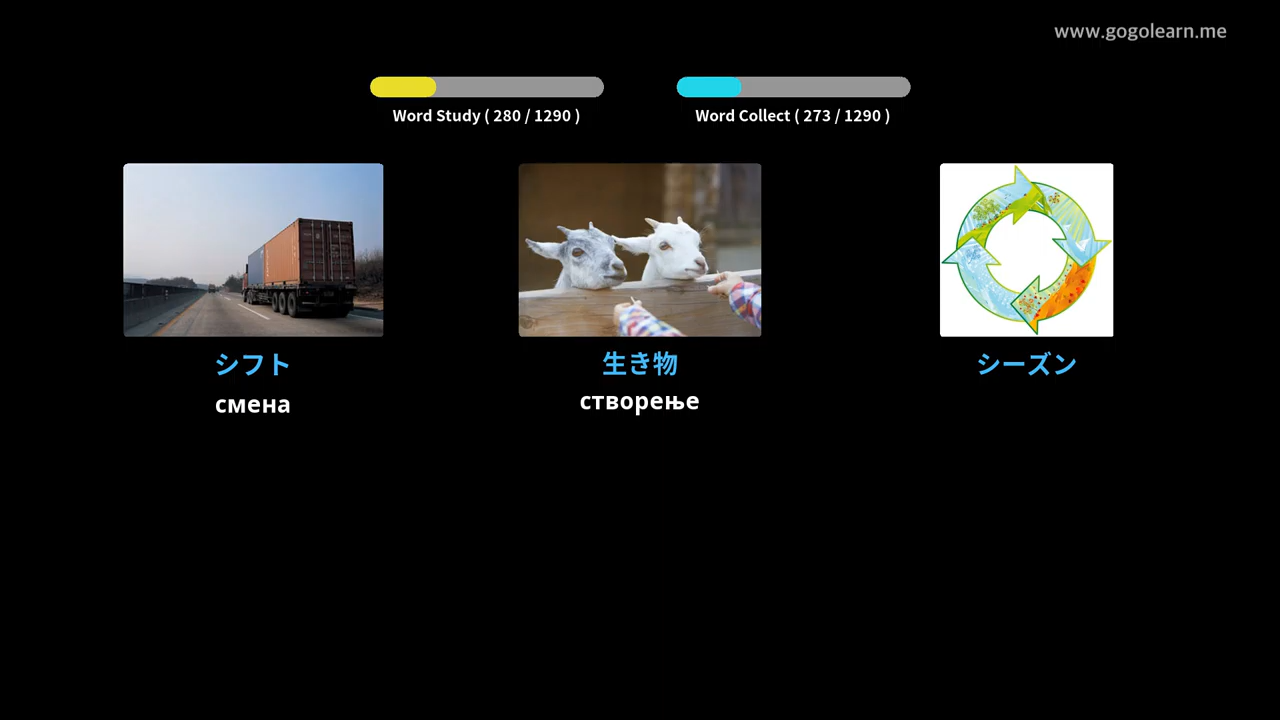 www.gogolearn.me
Word Study ( 280 / 1290 )
Word Collect ( 273 / 1290 )
シフト
смена
生き物
створење
シーズン